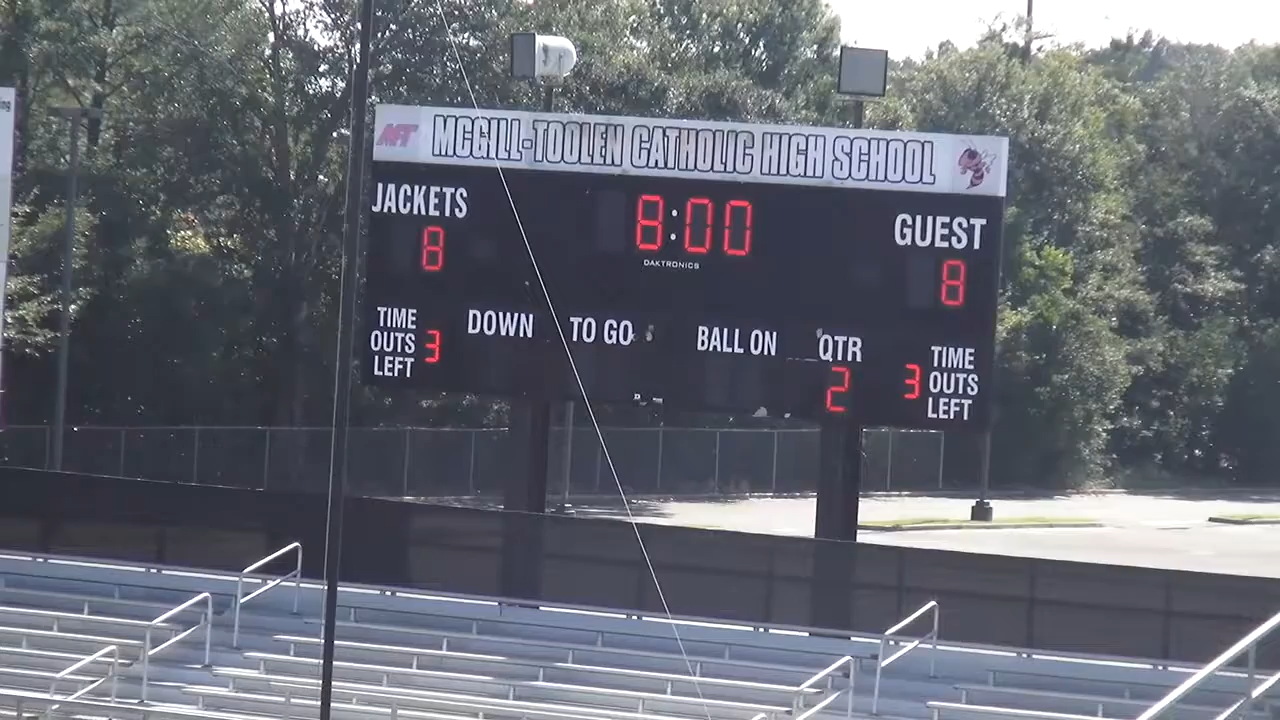 ng
MT MCGILL-TOOLEN CATHOLIC HIGH SCHOOL
JACKETS 8:00 GUEST
8 DAKTRONICS 8
TIME OUTS LEFT 3 DOWN TO GO BALL ON QTR 2 3 TIME OUTS LEFT